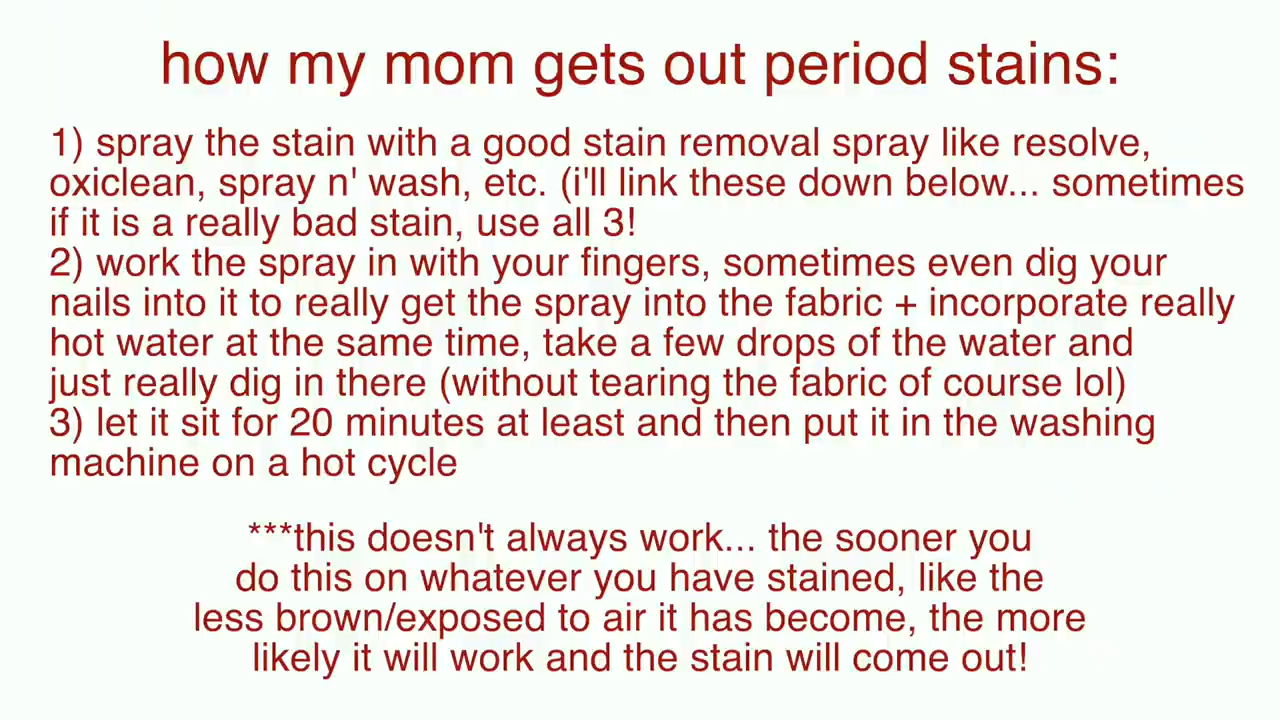 how my mom gets out period stains:
1) spray the stain with a good stain removal spray like resolve,
oxiclean, spray n' wash, etc. (i'll link these down below... sometimes
if it is a really bad stain, use all 3!
2) work the spray in with your fingers, sometimes even dig your
nails into it to really get the spray into the fabric + incorporate really
hot water at the same time, take a few drops of the water and
just really dig in there (without tearing the fabric of course lol)
3) let it sit for 20 minutes at least and then put it in the washing
machine on a hot cycle
***this doesn't always work... the sooner you
do this on whatever you have stained, like the
less brown/exposed to air it has become, the more
likely it will work and the stain will come out!